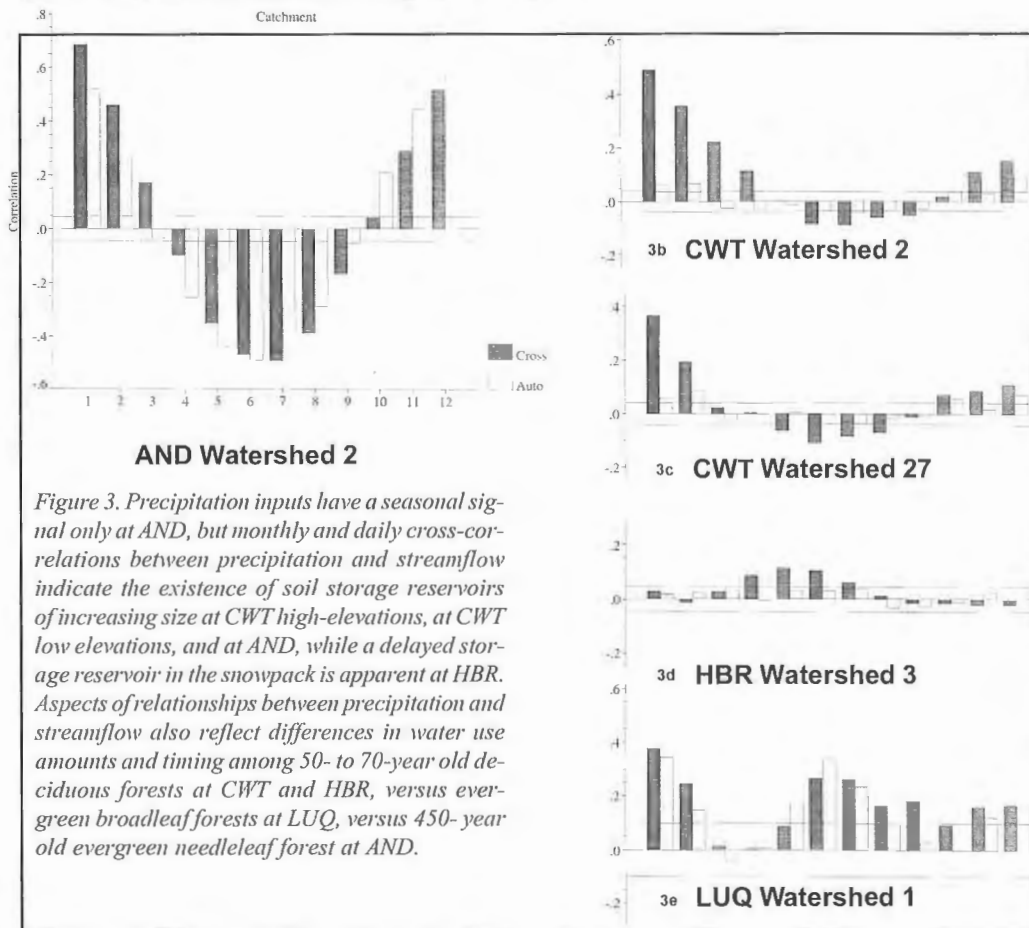 Catchment
.8
.6
.4
.2
.0
-.2
-.4
-.6
Correlation
1 2 3 4 5 6 7 8 9 10 11 12
Cross
Auto
AND Watershed 2
Figure 3. Precipitation inputs have a seasonal sig-
nal only at AND, but monthly and daily cross-cor-
relations between precipitation and streamflow
indicate the existence of soil storage reservoirs
of increasing size at CWT high-elevations, at CWT
low elevations, and at AND, while a delayed stor-
age reservoir in the snowpack is apparent at HBR.
Aspects of relationships between precipitation and
streamflow also reflect differences in water use
amounts and timing among 50- to 70-year old de-
ciduous forests at CWT and HBR, versus ever-
green broadleaf forests at LUQ, versus 450-year
old evergreen needleleaf forest at AND.
.6
.4
.2
.0
-.2
3b CWT Watershed 2
.4
.2
.0
-.2
3c CWT Watershed 27
.2
.0
-.2
3d HBR Watershed 3
.6
.4
.2
.0
-.2
3e LUQ Watershed 1